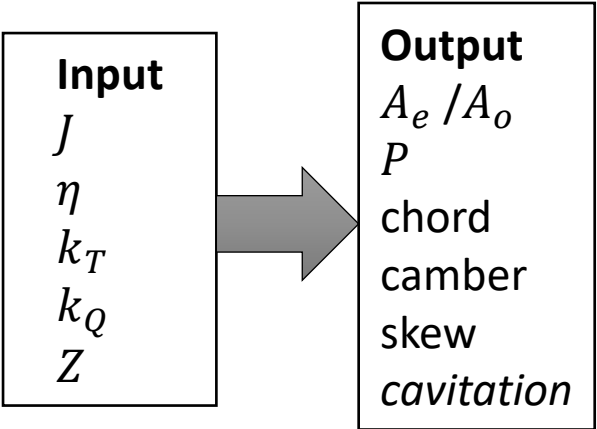 Input
J
η
k_T
k_Q
Z
Output
A_e /A_o
P
chord
camber
skew
cavitation